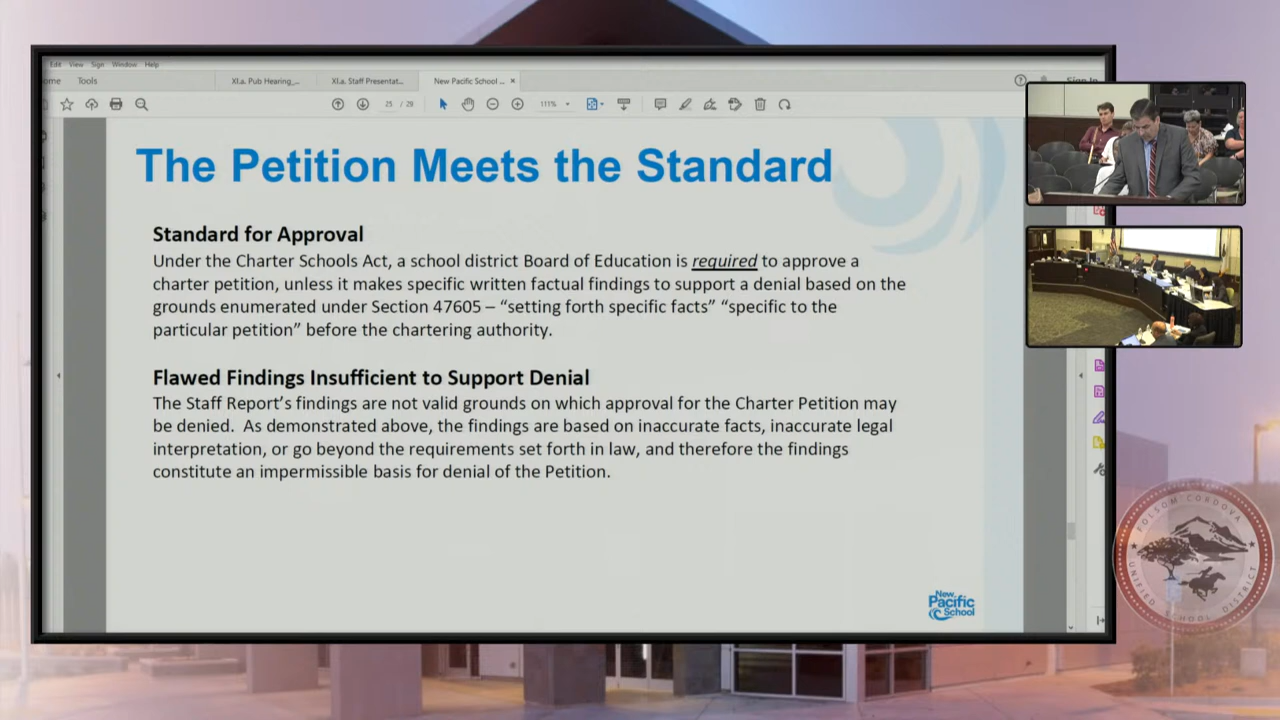 Edit View Sign Window Help
ome Tools XI.a. Pub Hearing_... XI.a. Staff Presentat... New Pacific School ... × Sign In
25 / 29 111%
The Petition Meets the Standard
Standard for Approval
Under the Charter Schools Act, a school district Board of Education is required to approve a
charter petition, unless it makes specific written factual findings to support a denial based on the
grounds enumerated under Section 47605 – “setting forth specific facts” “specific to the
particular petition” before the chartering authority.
Flawed Findings Insufficient to Support Denial
The Staff Report’s findings are not valid grounds on which approval for the Charter Petition may
be denied.  As demonstrated above, the findings are based on inaccurate facts, inaccurate legal
interpretation, or go beyond the requirements set forth in law, and therefore the findings
constitute an impermissible basis for denial of the Petition.
New
Pacific
School
FOLSOM CORDOVA
UNIFIED SCHOOL DISTRICT